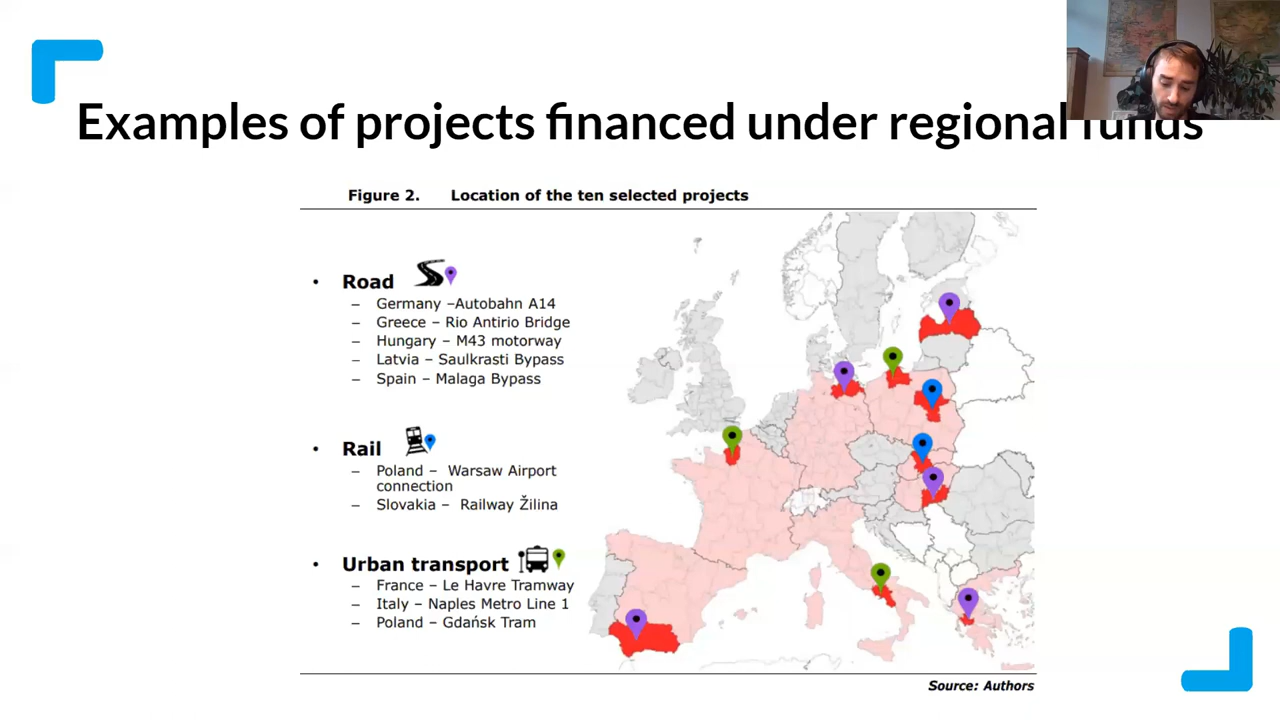 Examples of projects financed under regional funds
Figure 2. Location of the ten selected projects
• Road
– Germany –Autobahn A14
– Greece – Rio Antirio Bridge
– Hungary – M43 motorway
– Latvia – Saulkrasti Bypass
– Spain – Malaga Bypass
• Rail
– Poland – Warsaw Airport
connection
– Slovakia – Railway Žilina
• Urban transport
– France – Le Havre Tramway
– Italy – Naples Metro Line 1
– Poland – Gdańsk Tram
Source: Authors